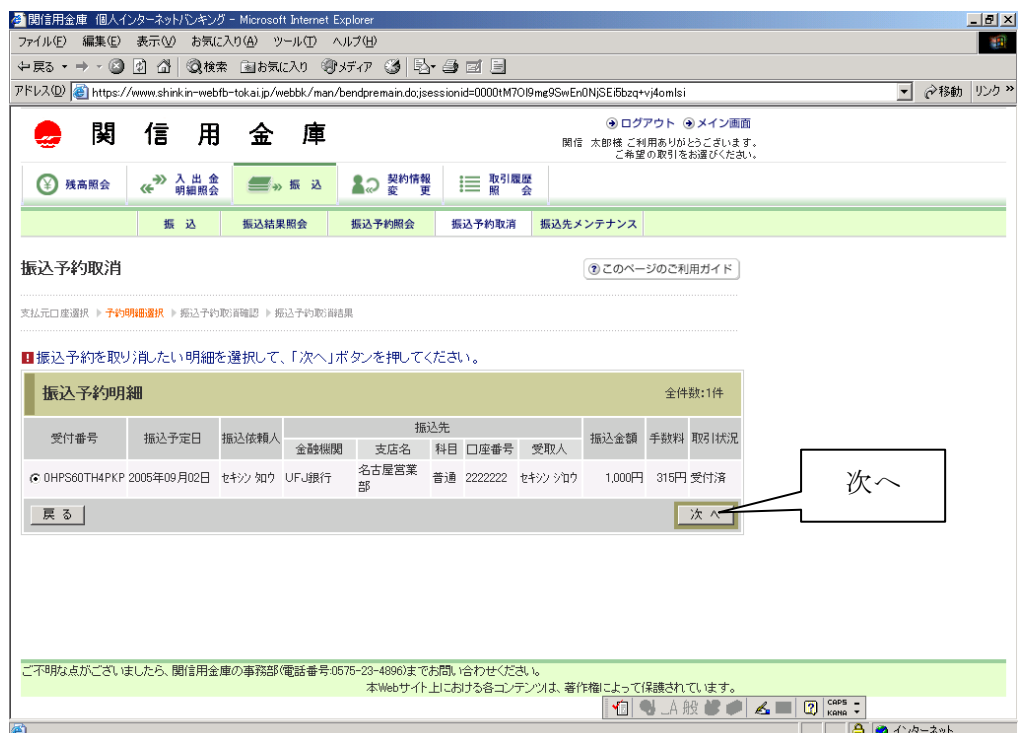 関信用金庫 個人インターネットバンキング - Microsoft Internet Explorer
ファイル(F) 編集(E) 表示(V) お気に入り(A) ツール(T) ヘルプ(H)
戻る 検索 お気に入り メディア
アドレス(D) https://www.shinkin-webfb-tokai.jp/webbk/man/bendpremain.do;jsessionid=0000tM7OI9mg9SwEn0NjSEi5bzq+vj4omlsi 移動 リンク »
関信用金庫
ログアウト メイン画面
関信 太郎様 ご利用ありがとうございます。
ご希望の取引をお選びください。
残高照会 入出金明細照会 振込 契約情報変更 取引履歴照会
振込 振込結果照会 振込予約照会 振込予約取消 振込先メンテナンス
振込予約取消
? このページのご利用ガイド
支払元口座選択 予約明細選択 振込予約取消確認 振込予約取消結果
振込予約を取り消したい明細を選択して、「次へ」ボタンを押してください。
振込予約明細 全件数:1件
受付番号 振込予定日 振込依頼人 振込先 振込金額 手数料 取引状況
金融機関 支店名 科目 口座番号 受取人
0HPS60TH4PKP 2005年09月02日 セキシン タロウ UFJ銀行 名古屋営業部 普通 2222222 セキシン ジロウ 1,000円 315円 受付済
戻る 次へ
次へ
ご不明な点がございましたら、関信用金庫の事務部(電話番号:0575-23-4896)までお問い合わせください。
本Webサイト上における各コンテンツは、著作権によって保護されています。
_A 般 CAPS
KANA
インターネット